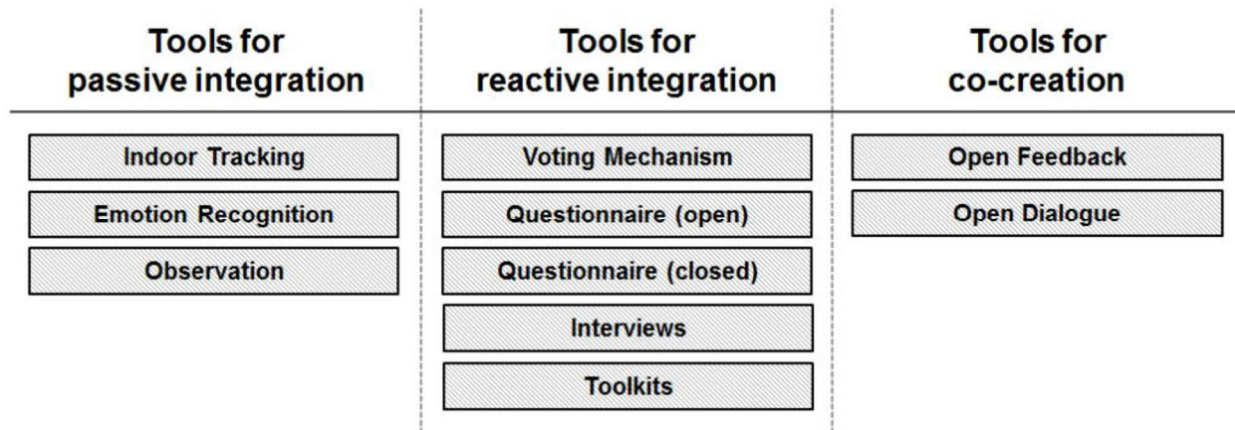 Tools for
passive integration
Indoor Tracking
Emotion Recognition
Observation
Tools for
reactive integration
Voting Mechanism
Questionnaire (open)
Questionnaire (closed)
Interviews
Toolkits
Tools for
co-creation
Open Feedback
Open Dialogue